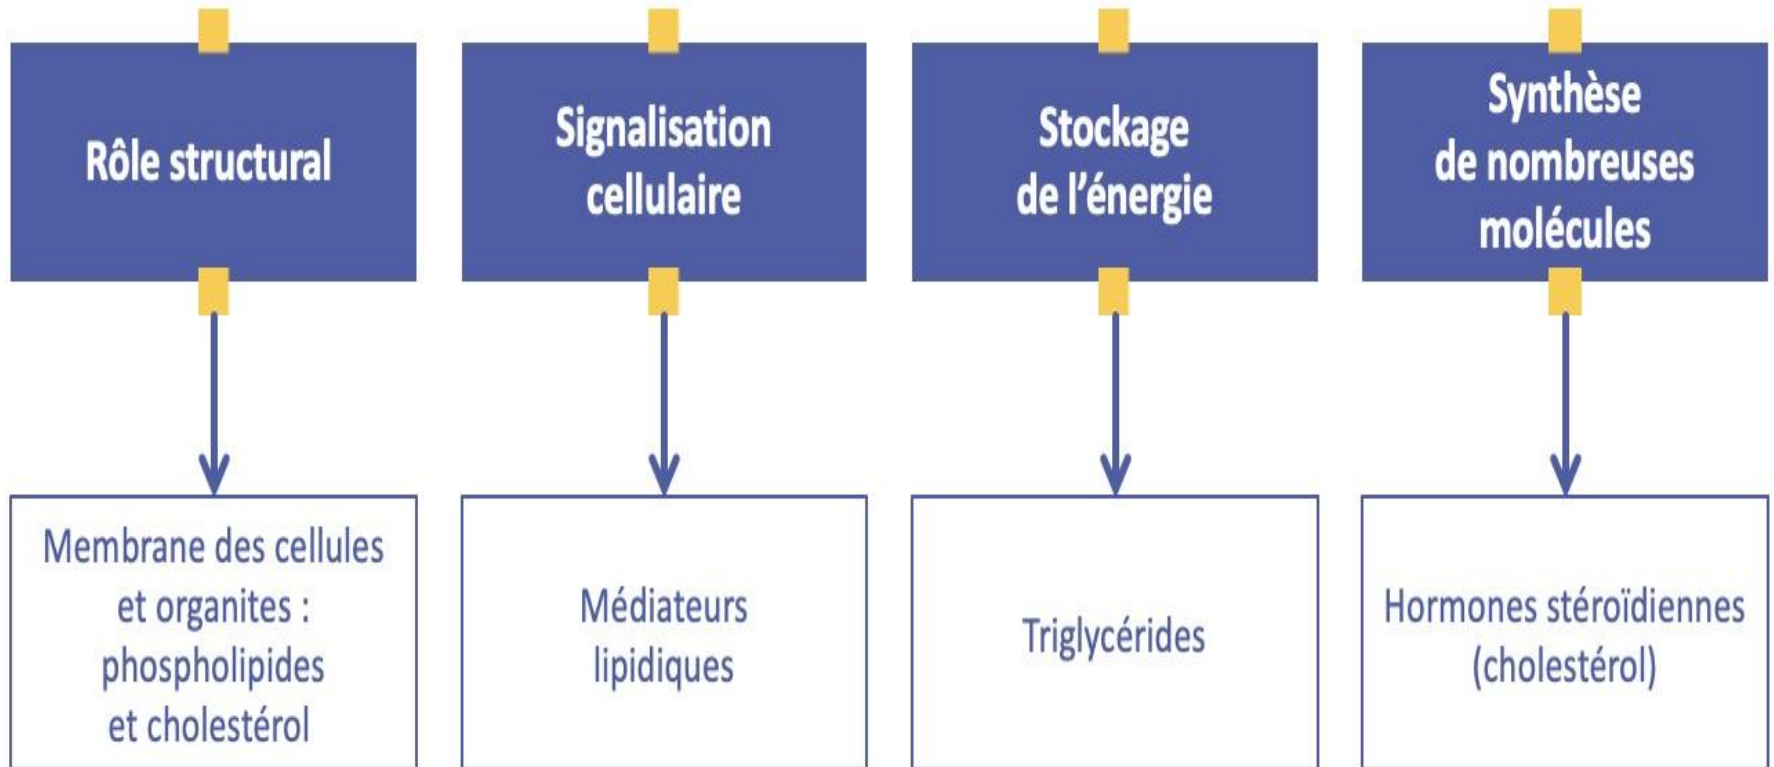 Rôle structural
Signalisation
cellulaire
Stockage
de l’énergie
Synthèse
de nombreuses
molécules
Membrane des cellules
et organites :
phospholipides
et cholestérol
Médiateurs
lipidiques
Triglycérides
Hormones stéroïdiennes
(cholestérol)